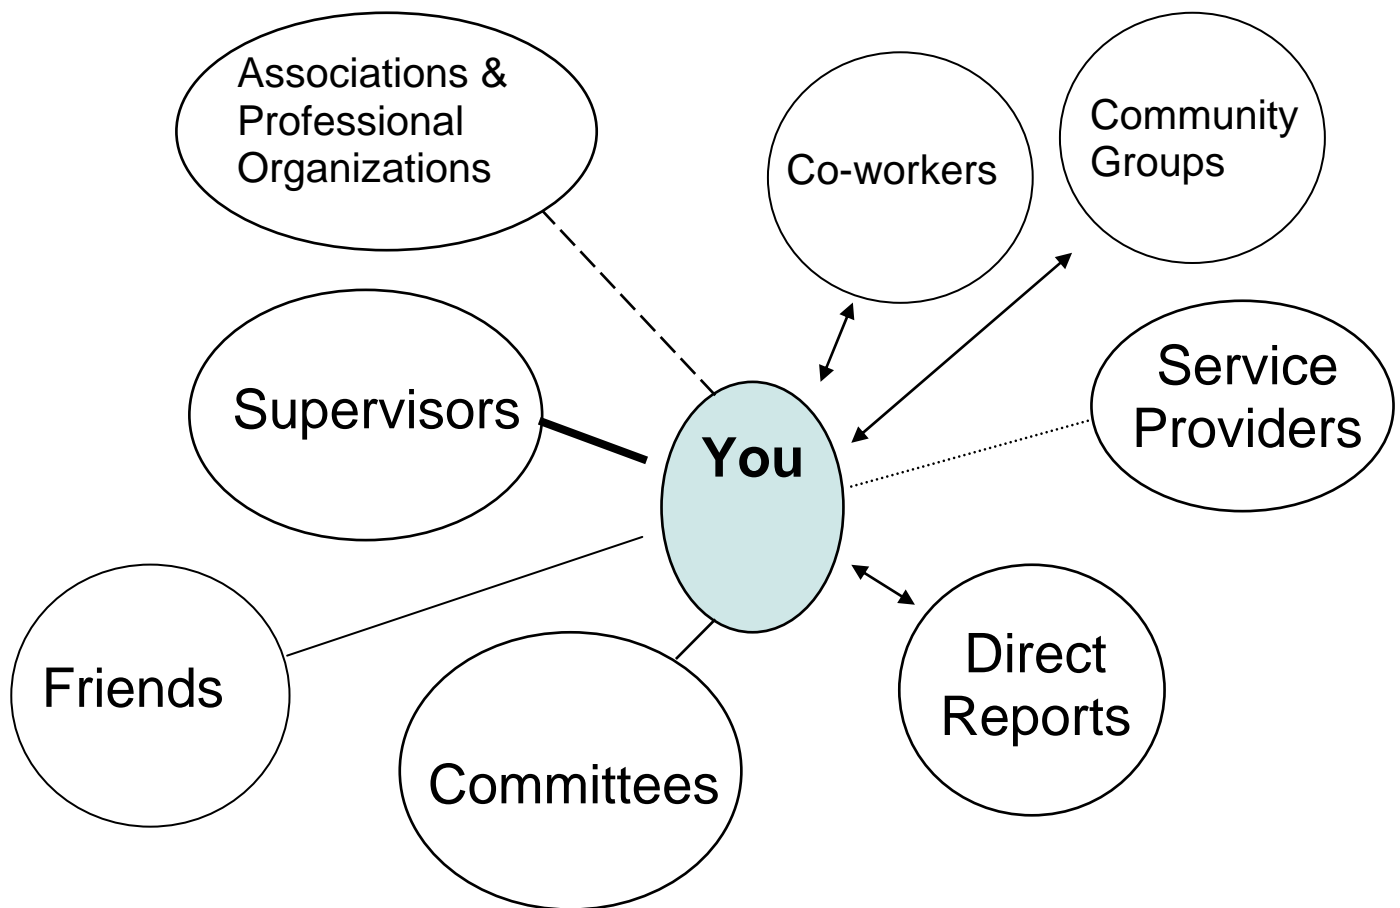 Associations &
Professional
Organizations
Co-workers
Community
Groups
Supervisors
You
Service
Providers
Friends
Committees
Direct
Reports